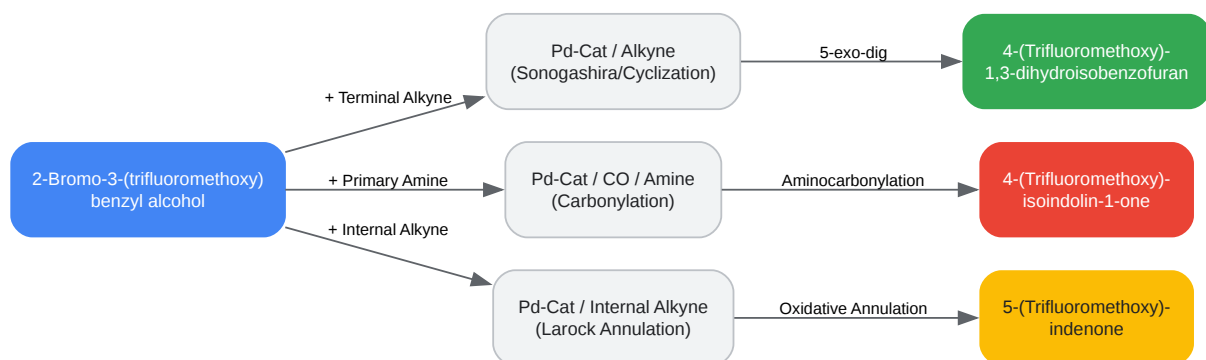 Pd-Cat / Alkyne
(Sonogashira/Cyclization)
5-exo-dig
4-(Trifluoromethoxy)-
1,3-dihydroisobenzofuran
+ Terminal Alkyne
2-Bromo-3-(trifluoromethoxy)
benzyl alcohol
+ Primary Amine
Pd-Cat / CO / Amine
(Carbonylation)
Aminocarbonylation
4-(Trifluoromethoxy)-
isoindolin-1-one
+ Internal Alkyne
Pd-Cat / Internal Alkyne
(Larock Annulation)
Oxidative Annulation
5-(Trifluoromethoxy)-
indenone